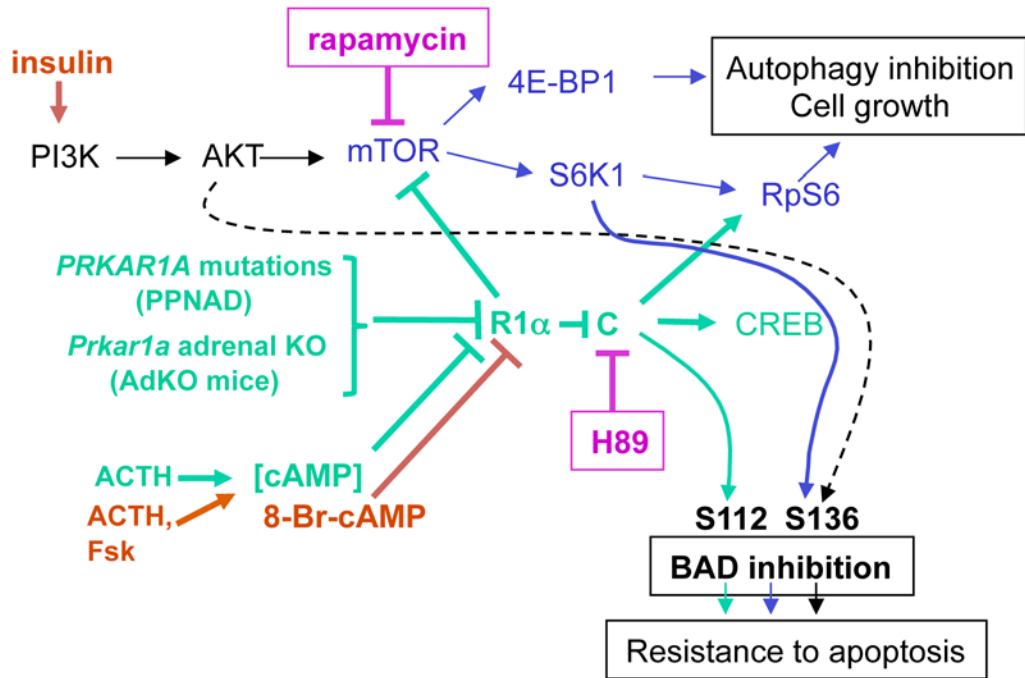 rapamycin
insulin
4E-BP1
Autophagy inhibition
Cell growth
PI3K
AKT
mTOR
S6K1
RpS6
PRKAR1A mutations
(PPNAD)
Prkar1a adrenal KO
(AdKO mice)
R1α
C
CREB
H89
ACTH
[cAMP]
ACTH,
Fsk
8-Br-cAMP
S112 S136
BAD inhibition
Resistance to apoptosis